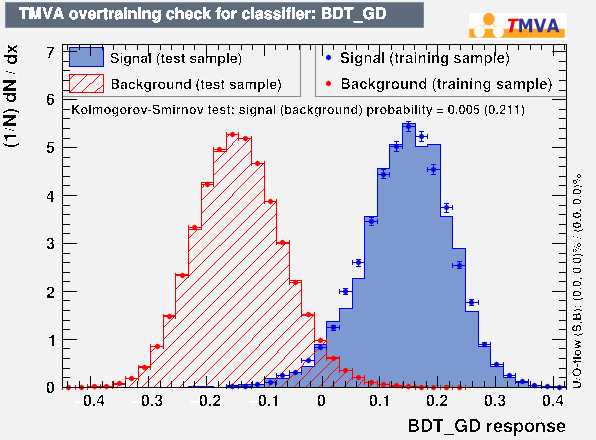 TMVA overtraining check for classifier: BDT_GD
TMVA
(1/N) dN / dx
Signal (test sample)
Background (test sample)
Signal (training sample)
Background (training sample)
Kolmogorov-Smirnov test: signal (background) probability = 0.005 (0.211)
7
6
5
4
3
2
1
0
-0.4 -0.3 -0.2 -0.1 0 0.1 0.2 0.3 0.4
BDT_GD response
U/O-flow (S,B): (0.0, 0.0)% / (0.0, 0.0)%